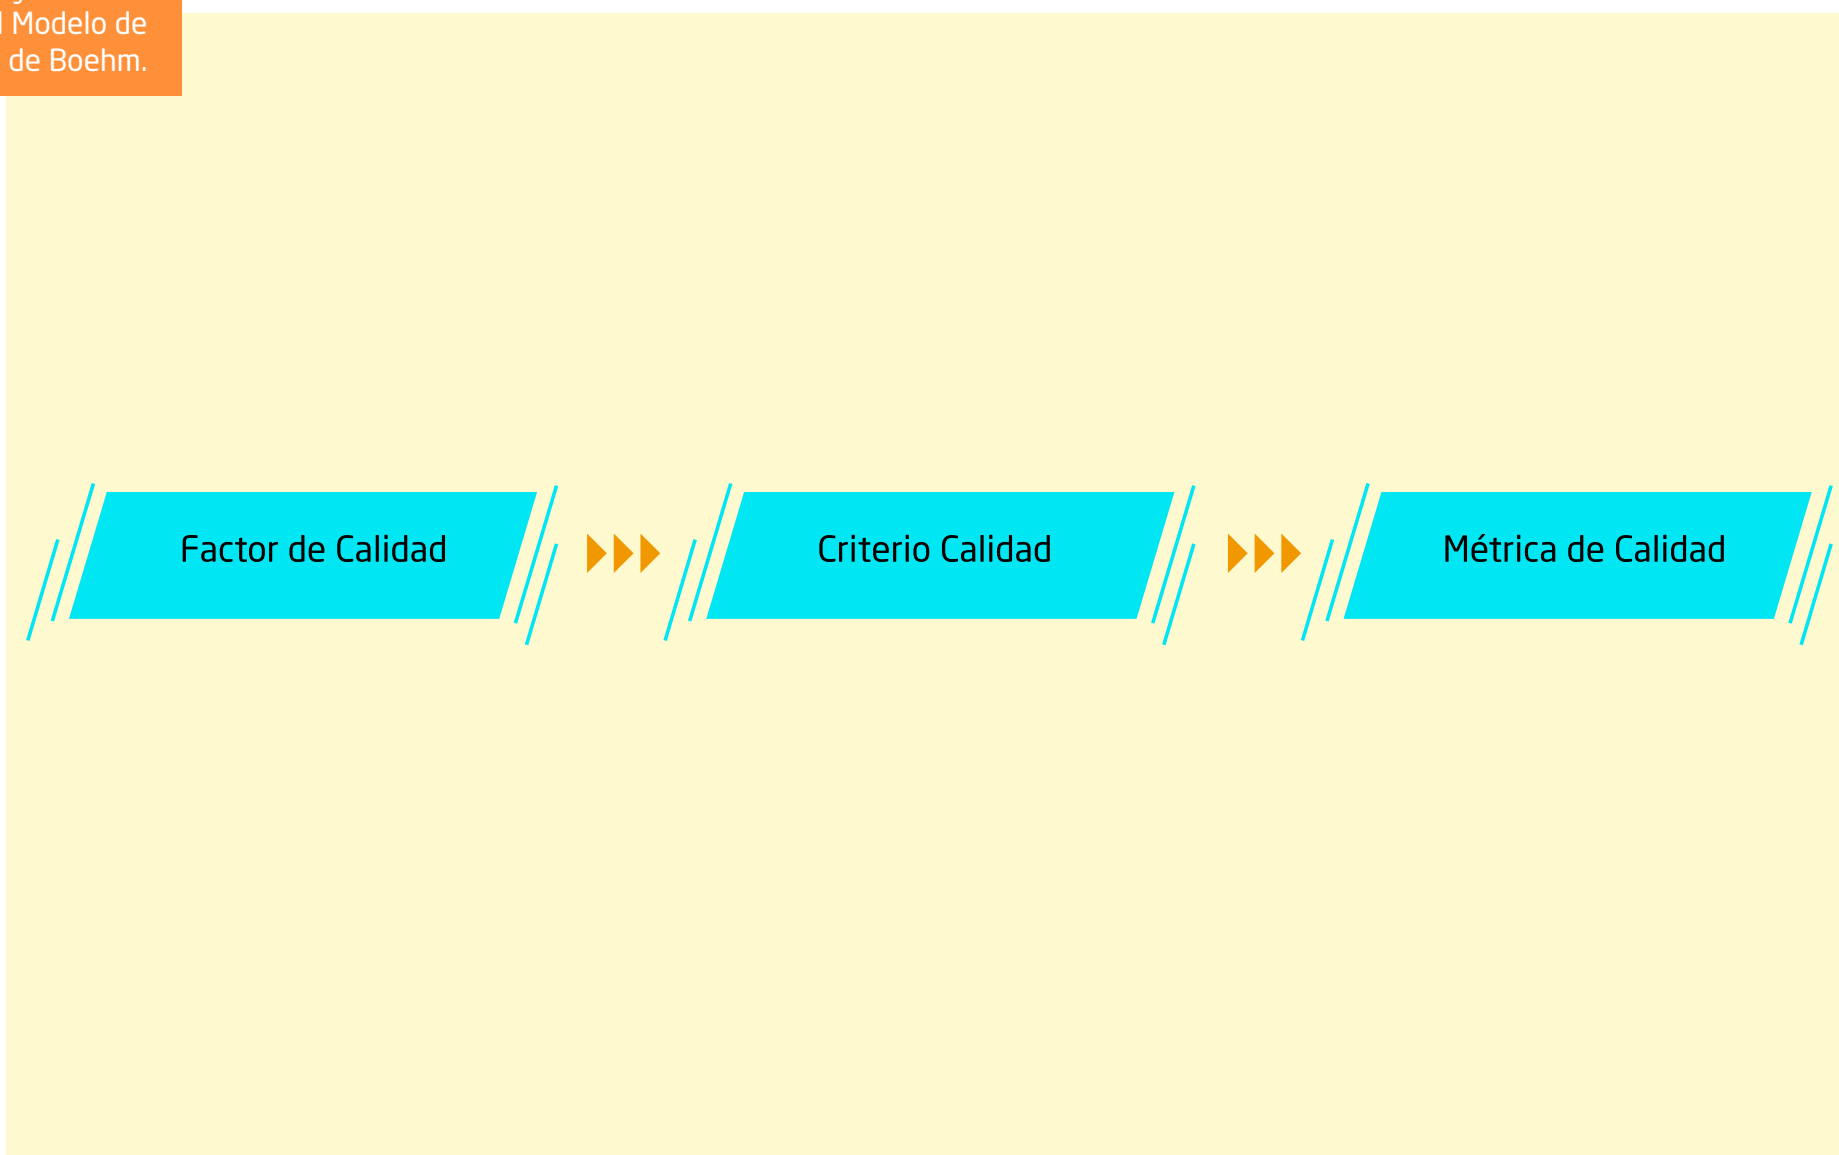 Modelo de
de Boehm.
Factor de Calidad
Criterio Calidad
Métrica de Calidad